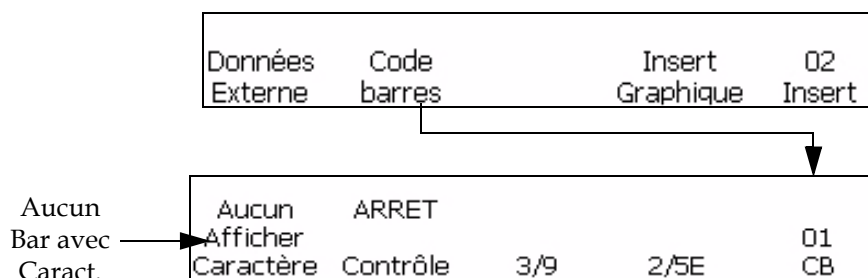 Données Code Insert 02
Externe barres Graphique Insert
Aucun ARRET
Aucun Afficher 01
Bar avec Caractère Contrôle 3/9 2/5E CB
Caract.